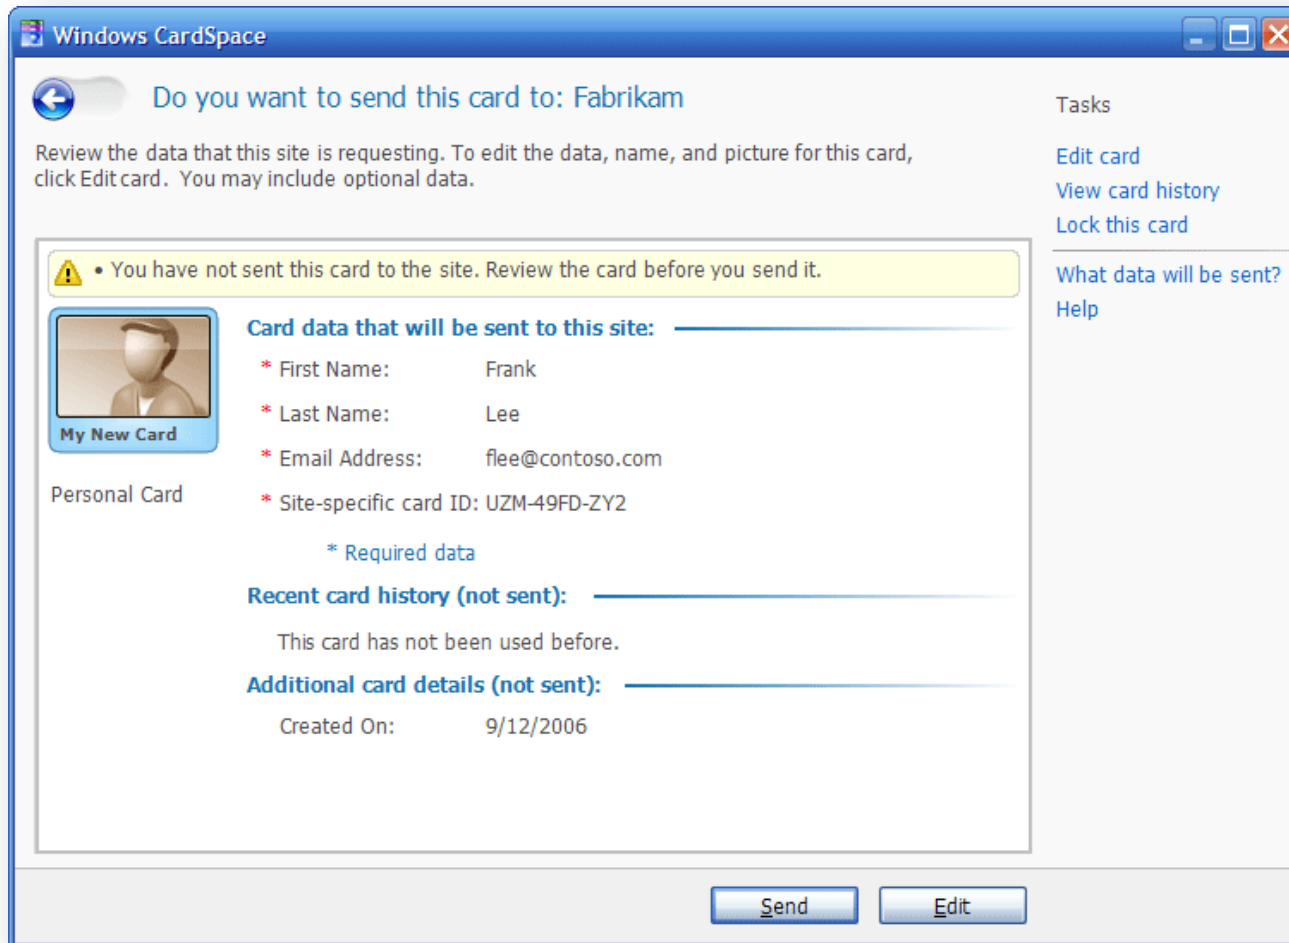 Windows CardSpace
Do you want to send this card to: Fabrikam
Review the data that this site is requesting. To edit the data, name, and picture for this card,
click Edit card. You may include optional data.
• You have not sent this card to the site. Review the card before you send it.
My New Card
Personal Card
Card data that will be sent to this site:
* First Name: Frank
* Last Name: Lee
* Email Address: flee@contoso.com
* Site-specific card ID: UZM-49FD-ZY2
* Required data
Recent card history (not sent):
This card has not been used before.
Additional card details (not sent):
Created On: 9/12/2006
Tasks
Edit card
View card history
Lock this card
What data will be sent?
Help
Send
Edit